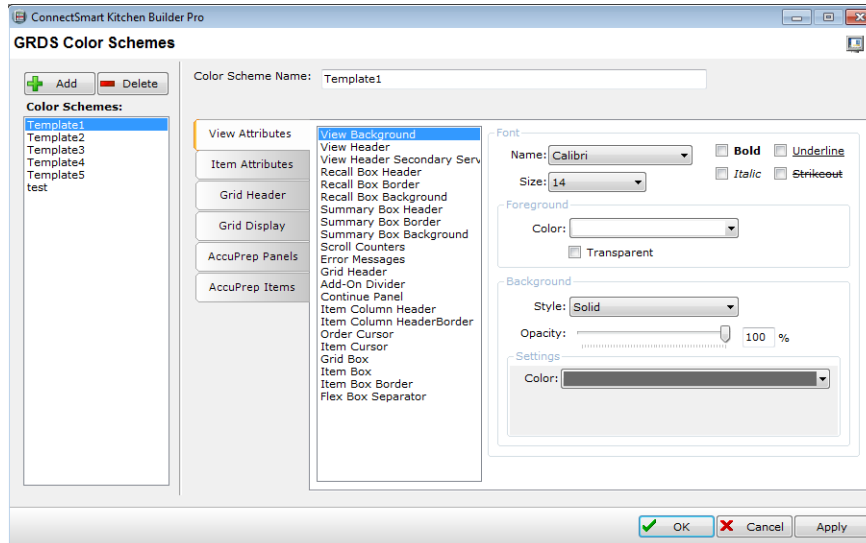 ConnectSmart Kitchen Builder Pro
GRDS Color Schemes
Add
Delete
Color Schemes:
Template1
Template2
Template3
Template4
Template5
test
Color Scheme Name:
Template1
View Attributes
Item Attributes
Grid Header
Grid Display
AccuPrep Panels
AccuPrep Items
View Background
View Header
View Header Secondary Serv
Recall Box Header
Recall Box Border
Recall Box Background
Summary Box Header
Summary Box Border
Summary Box Background
Scroll Counters
Error Messages
Grid Header
Add-On Divider
Continue Panel
Item Column Header
Item Column HeaderBorder
Order Cursor
Item Cursor
Grid Box
Item Box
Item Box Border
Flex Box Separator
Font
Name: Calibri
Bold
Underline
Size: 14
Italic
Strikeout
Foreground
Color:
Transparent
Background
Style: Solid
Opacity:
100 %
Settings
Color:
OK
Cancel
Apply